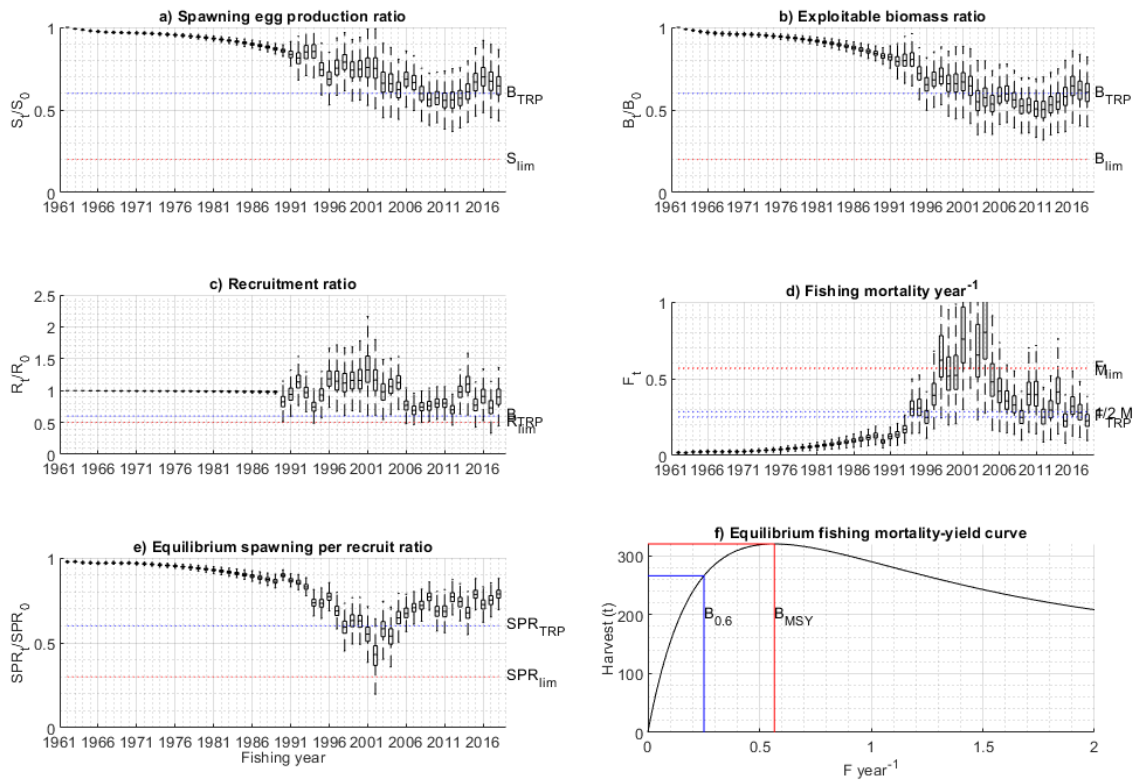 a) Spawning egg production ratio
1
0.5
0
S_t/S_0
B_TRP
S_lim
1961 1966 1971 1976 1981 1986 1991 1996 2001 2006 2011 2016
b) Exploitable biomass ratio
1
0.5
0
B_t/B_0
B_TRP
B_lim
1961 1966 1971 1976 1981 1986 1991 1996 2001 2006 2011 2016
c) Recruitment ratio
2.5
2
1.5
1
0.5
0
R_t/R_0
TRP
lim
1961 1966 1971 1976 1981 1986 1991 1996 2001 2006 2011 2016
d) Fishing mortality year^-1
1
0.5
0
F_t
lim
1/2 M
TRP
1961 1966 1971 1976 1981 1986 1991 1996 2001 2006 2011 2016
e) Equilibrium spawning per recruit ratio
1
0.5
0
SPR_t/SPR_0
SPR_TRP
SPR_lim
1961 1966 1971 1976 1981 1986 1991 1996 2001 2006 2011 2016
Fishing year
f) Equilibrium fishing mortality-yield curve
300
200
100
0
Harvest (t)
B_0.6
B_MSY
0 0.5 1 1.5 2
F year^-1